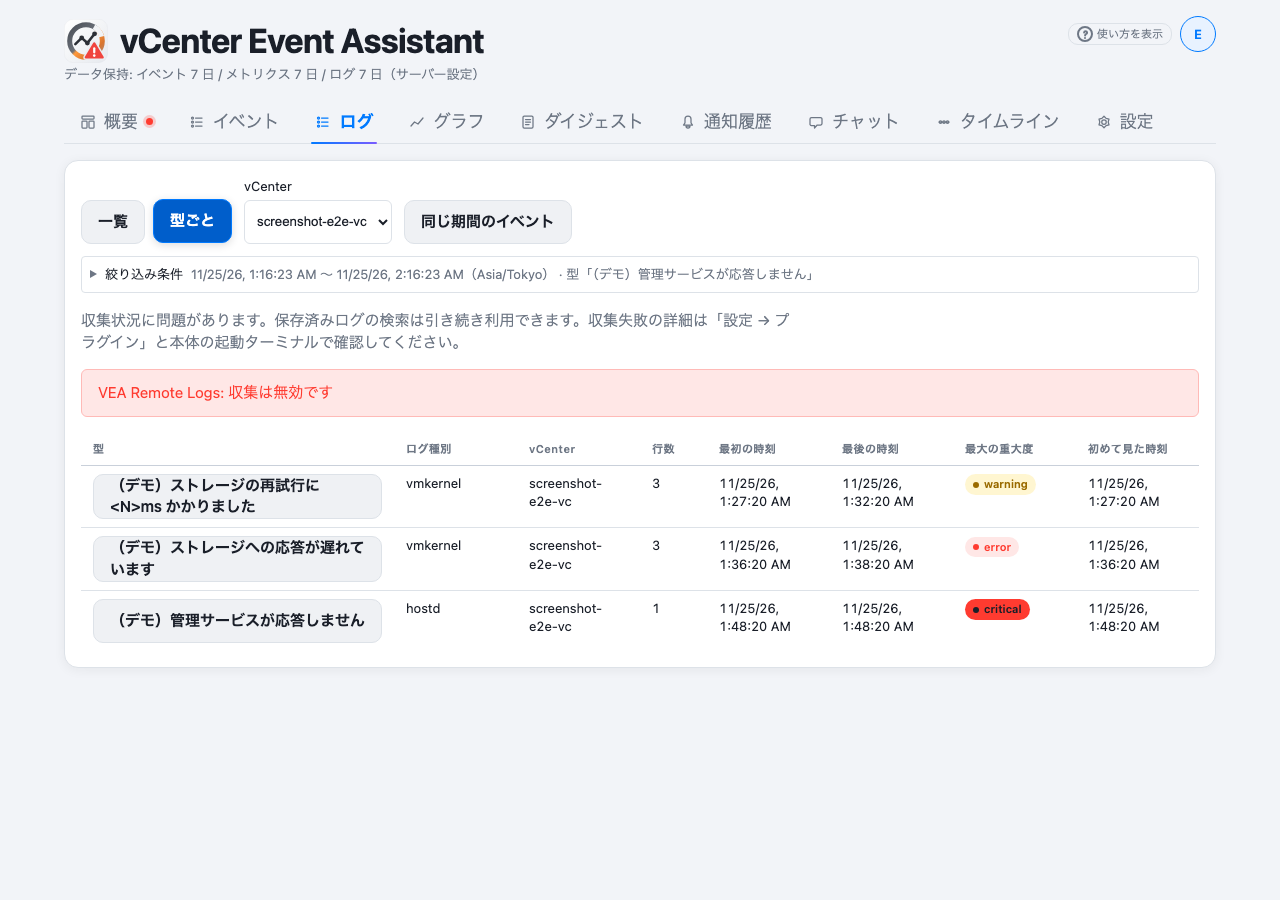 vCenter Event Assistant
使い方を表示
E
データ保持: イベント 7 日 / メトリクス 7 日 / ログ 7 日（サーバー設定）
概要
イベント
ログ
グラフ
ダイジェスト
通知履歴
チャット
タイムライン
設定
vCenter
一覧
型ごと
screenshot-e2e-vc
同じ期間のイベント
絞り込み条件 11/25/26, 1:16:23 AM 〜 11/25/26, 2:16:23 AM（Asia/Tokyo） · 型「（デモ）管理サービスが応答しません」
収集状況に問題があります。保存済みログの検索は引き続き利用できます。収集失敗の詳細は「設定 → プ
ラグイン」と本体の起動ターミナルで確認してください。
VEA Remote Logs: 収集は無効です
型 ログ種別 vCenter 行数 最初の時刻 最後の時刻 最大の重大度 初めて見た時刻
（デモ）ストレージの再試行に
<N>ms かかりました
vmkernel
screenshot-
e2e-vc
3
11/25/26,
1:27:20 AM
11/25/26,
1:32:20 AM
warning
11/25/26,
1:27:20 AM
（デモ）ストレージへの応答が遅れて
います
vmkernel
screenshot-
e2e-vc
3
11/25/26,
1:36:20 AM
11/25/26,
1:38:20 AM
error
11/25/26,
1:36:20 AM
（デモ）管理サービスが応答しません
hostd
screenshot-
e2e-vc
1
11/25/26,
1:48:20 AM
11/25/26,
1:48:20 AM
critical
11/25/26,
1:48:20 AM